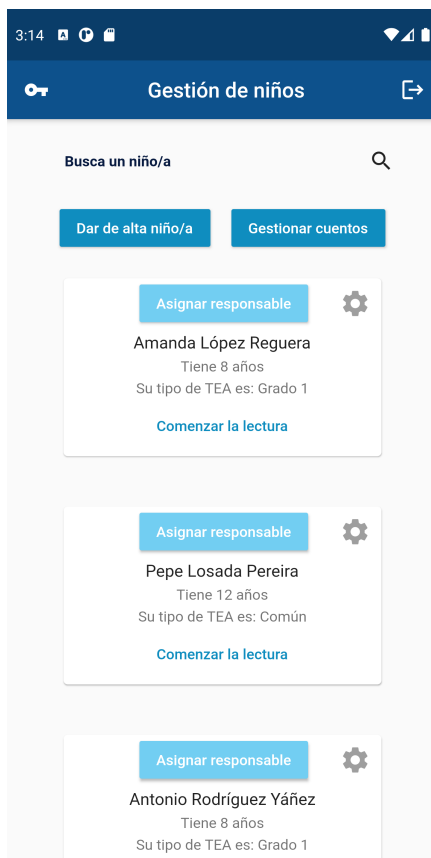 3:14
Gestión de niños
Busca un niño/a
Dar de alta niño/a
Gestionar cuentos
Asignar responsable
Amanda López Reguera
Tiene 8 años
Su tipo de TEA es: Grado 1
Comenzar la lectura
Asignar responsable
Pepe Losada Pereira
Tiene 12 años
Su tipo de TEA es: Común
Comenzar la lectura
Asignar responsable
Antonio Rodríguez Yáñez
Tiene 8 años
Su tipo de TEA es: Grado 1